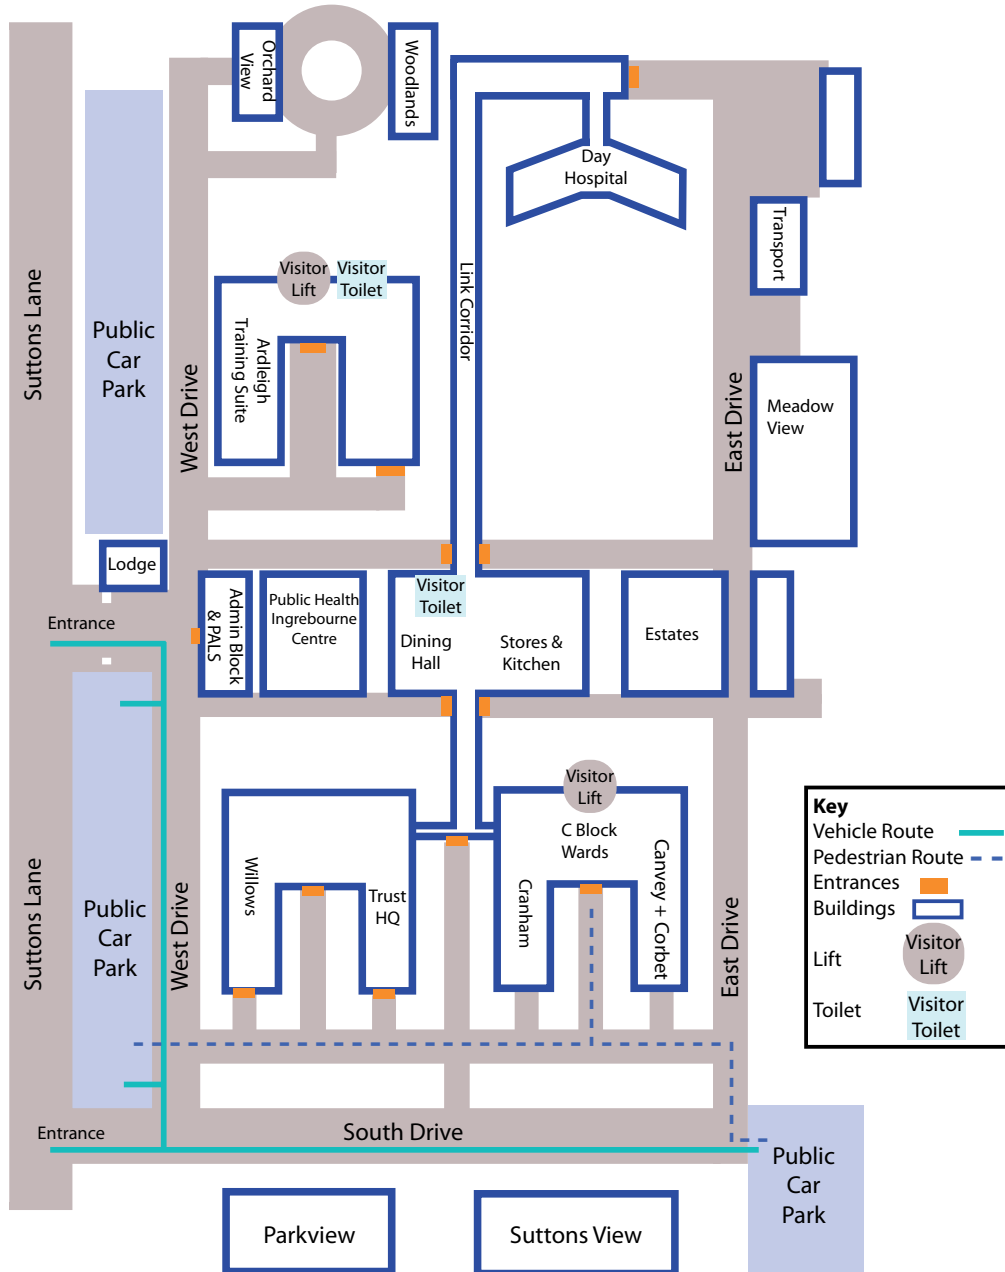 Orchard
View
Woodlands
Day
Hospital
Transport
Visitor
Lift
Visitor
Toilet
Suttons Lane
Public
Car
Park
West Drive
Ardleigh
Training Suite
Link Corridor
East Drive
Meadow
View
Lodge
Entrance
Admin Block
& PALS
Public Health
Ingrebourne
Centre
Visitor
Toilet
Dining
Hall
Stores &
Kitchen
Estates
Visitor
Lift
C Block
Wards
Suttons Lane
Public
Car
Park
West Drive
Willows
Trust
HQ
Cranham
Canvey + Corbet
East Drive
Key
Vehicle Route
Pedestrian Route
Entrances
Buildings
Lift
Visitor
Lift
Toilet
Visitor
Toilet
Entrance
South Drive
Public
Car
Park
Parkview
Suttons View